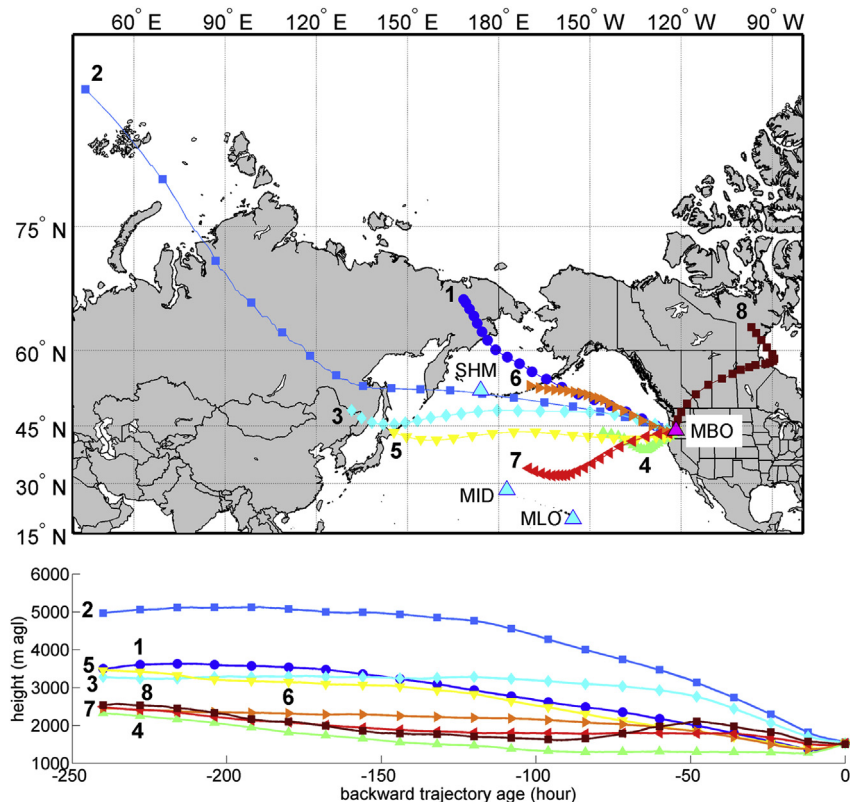 60° E 90° E 120° E 150° E 180° E 150° W 120° W 90° W
2
75° N
1
8
60° N
SHM
6
3
45° N
MBO
5
4
7
30° N
MID
MLO
15° N
6000
5000
4000
3000
2000
1000
height (m agl)
2
1
5
3
8
6
7
4
-250 -200 -150 -100 -50 0
backward trajectory age (hour)